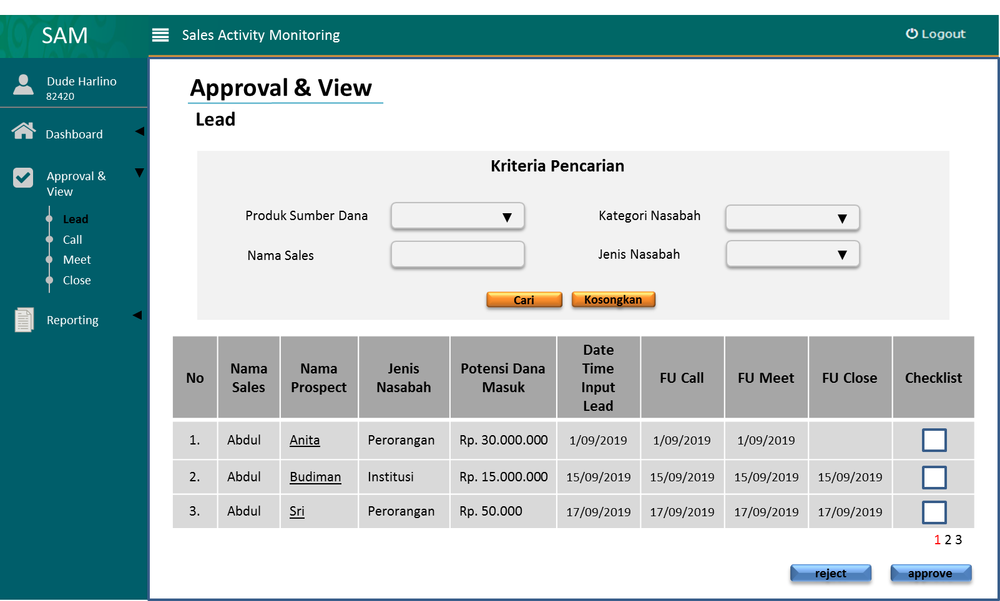 SAM
Sales Activity Monitoring
Logout
Dude Harlino
82420
Dashboard
Approval &
View
Lead
Call
Meet
Close
Reporting
Approval & View
Lead
Kriteria Pencarian
Produk Sumber Dana
Kategori Nasabah
Nama Sales
Jenis Nasabah
Cari
Kosongkan
No
Nama
Sales
Nama
Prospect
Jenis
Nasabah
Potensi Dana
Masuk
Date
Time
Input
Lead
FU Call
FU Meet
FU Close
Checklist
1. Abdul Anita Perorangan Rp. 30.000.000 1/09/2019 1/09/2019 1/09/2019
2. Abdul Budiman Institusi Rp. 15.000.000 15/09/2019 15/09/2019 15/09/2019 15/09/2019
3. Abdul Sri Perorangan Rp. 50.000 17/09/2019 17/09/2019 17/09/2019 17/09/2019
1 2 3
reject
approve